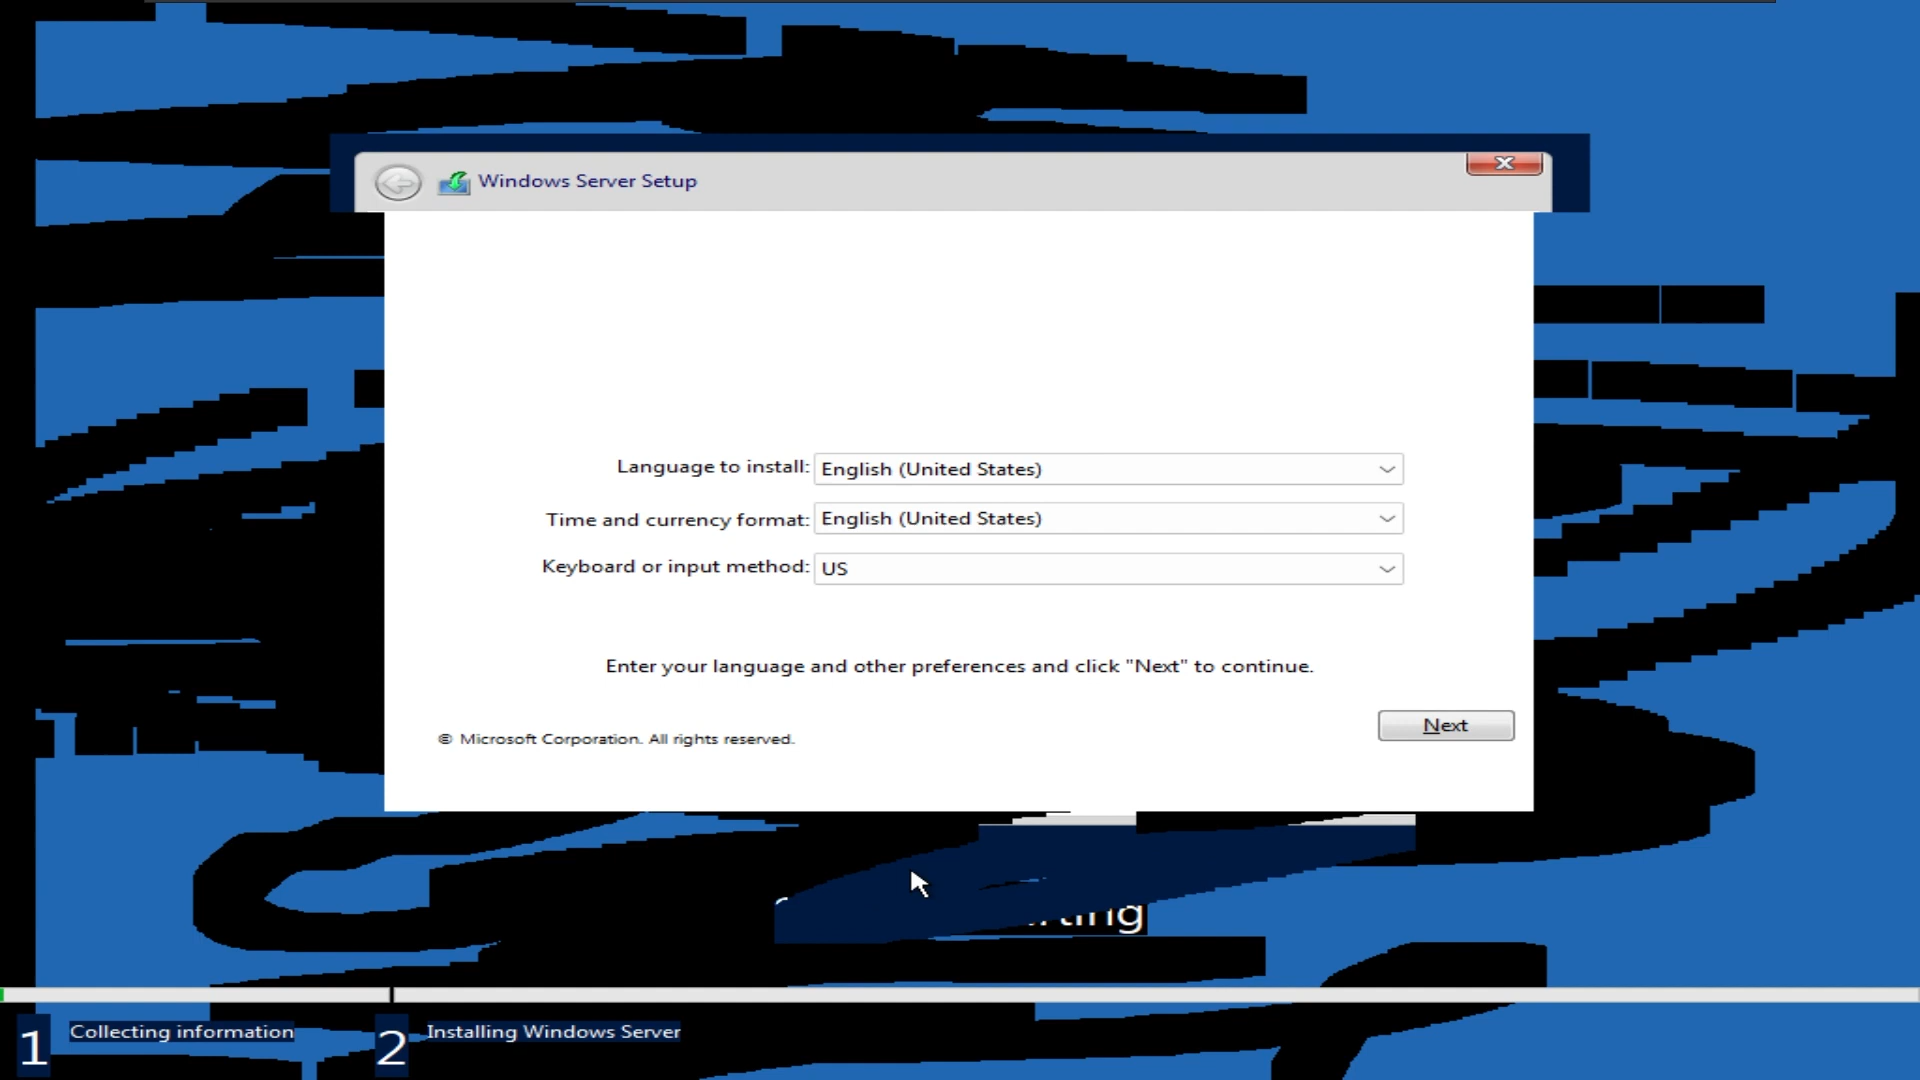 Windows Server Setup
Language to install: English (United States)
Time and currency format: English (United States)
Keyboard or input method: US
Enter your language and other preferences and click "Next" to continue.
Next
© Microsoft Corporation. All rights reserved.
1 Collecting information 2 Installing Windows Server